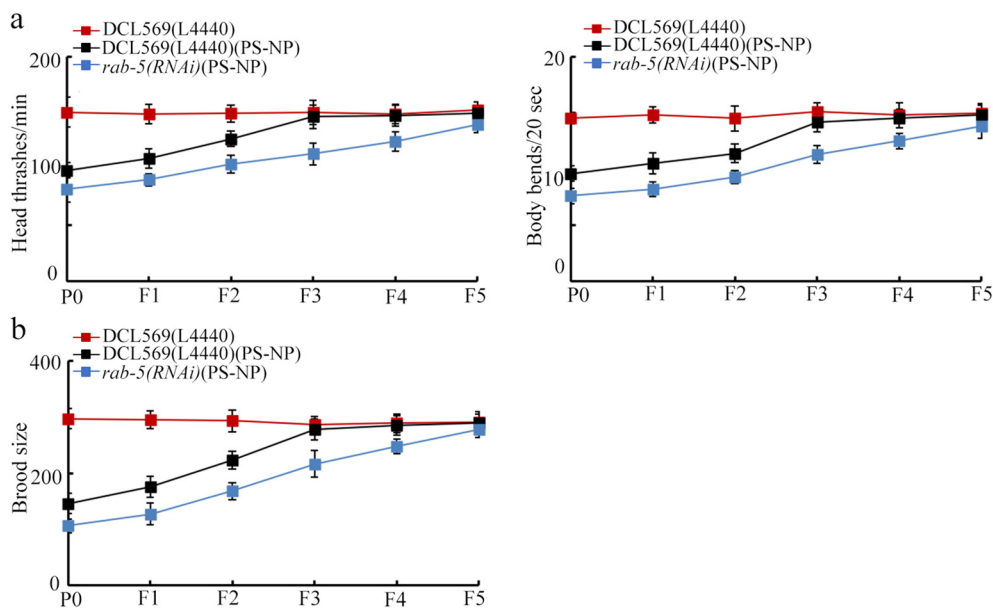 a
DCL569(L4440)
DCL569(L4440)(PS-NP)
rab-5(RNAi)(PS-NP)
Head thrashes/min
200
100
0
P0 F1 F2 F3 F4 F5
DCL569(L4440)
DCL569(L4440)(PS-NP)
rab-5(RNAi)(PS-NP)
Body bends/20 sec
20
10
0
P0 F1 F2 F3 F4 F5
b
DCL569(L4440)
DCL569(L4440)(PS-NP)
rab-5(RNAi)(PS-NP)
Brood size
400
200
0
P0 F1 F2 F3 F4 F5